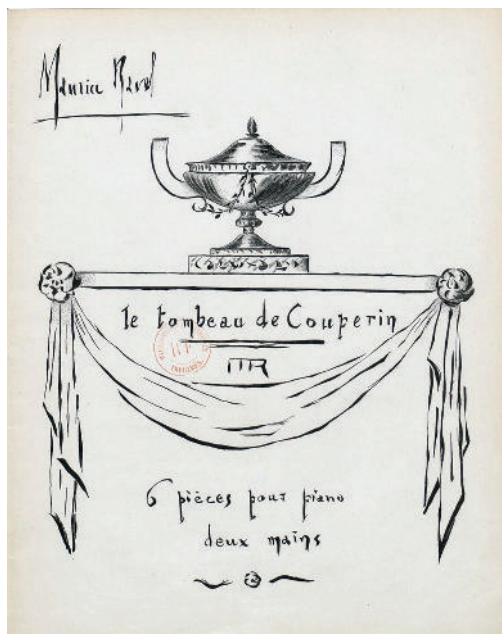 Maurice Ravel
le tombeau de Couperin
MR
6 pièces pour piano
deux mains